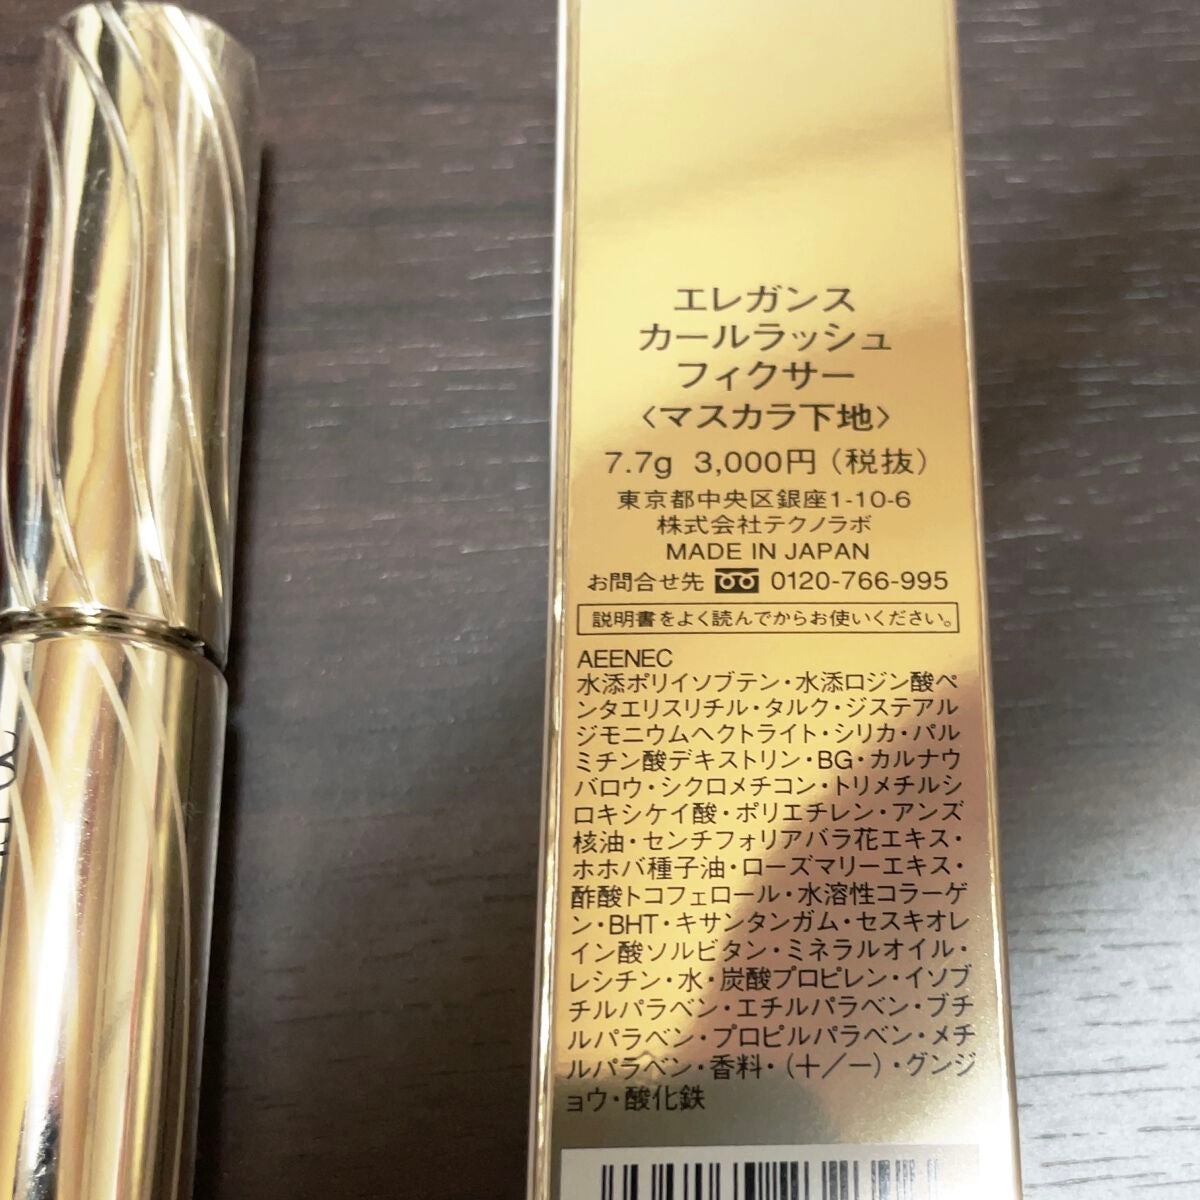 エレガンス
カールラッシュ
フィクサー
〈マスカラ下地〉
7.7g 3,000円（税抜）
東京都中央区銀座1-10-6
株式会社テクノラボ
MADE IN JAPAN
お問合せ先 0120-766-995
説明書をよく読んでからお使いください。
AEENEC
水添ポリイソブテン・水添ロジン酸ペ
ンタエリスリチル・タルク・ジステアル
ジモニウムヘクトライト・シリカ・パル
ミチン酸デキストリン・BG・カルナウ
バロウ・シクロメチコン・トリメチルシ
ロキシケイ酸・ポリエチレン・アンズ
核油・センチフォリアバラ花エキス・
ホホバ種子油・ローズマリーエキス・
酢酸トコフェロール・水溶性コラーゲ
ン・BHT・キサンタンガム・セスキオレ
イン酸ソルビタン・ミネラルオイル・
レシチン・水・炭酸プロピレン・イソブ
チルパラベン・エチルパラベン・ブチ
ルパラベン・プロピルパラベン・メチ
ルパラベン・香料・(＋／－)・グンジ
ョウ・酸化鉄